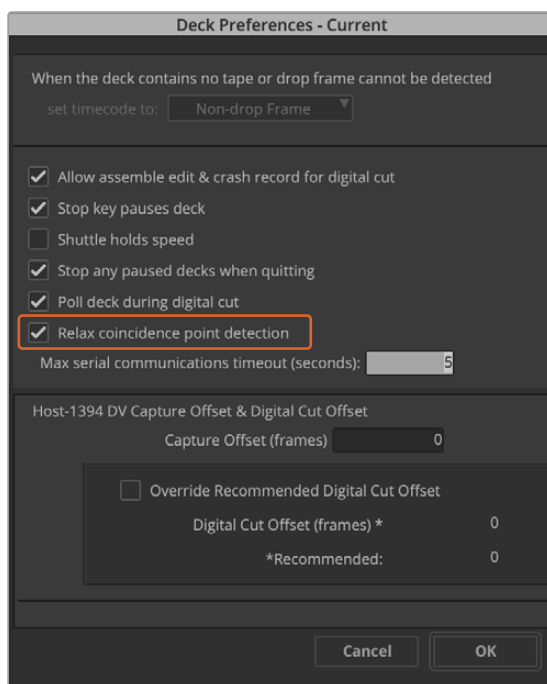 Deck Preferences - Current
When the deck contains no tape or drop frame cannot be detected
set timecode to: Non-drop Frame
Allow assemble edit & crash record for digital cut
Stop key pauses deck
Shuttle holds speed
Stop any paused decks when quitting
Poll deck during digital cut
Relax coincidence point detection
Max serial communications timeout (seconds): 5
Host-1394 DV Capture Offset & Digital Cut Offset
Capture Offset (frames) 0
Override Recommended Digital Cut Offset
Digital Cut Offset (frames) * 0
*Recommended: 0
Cancel OK